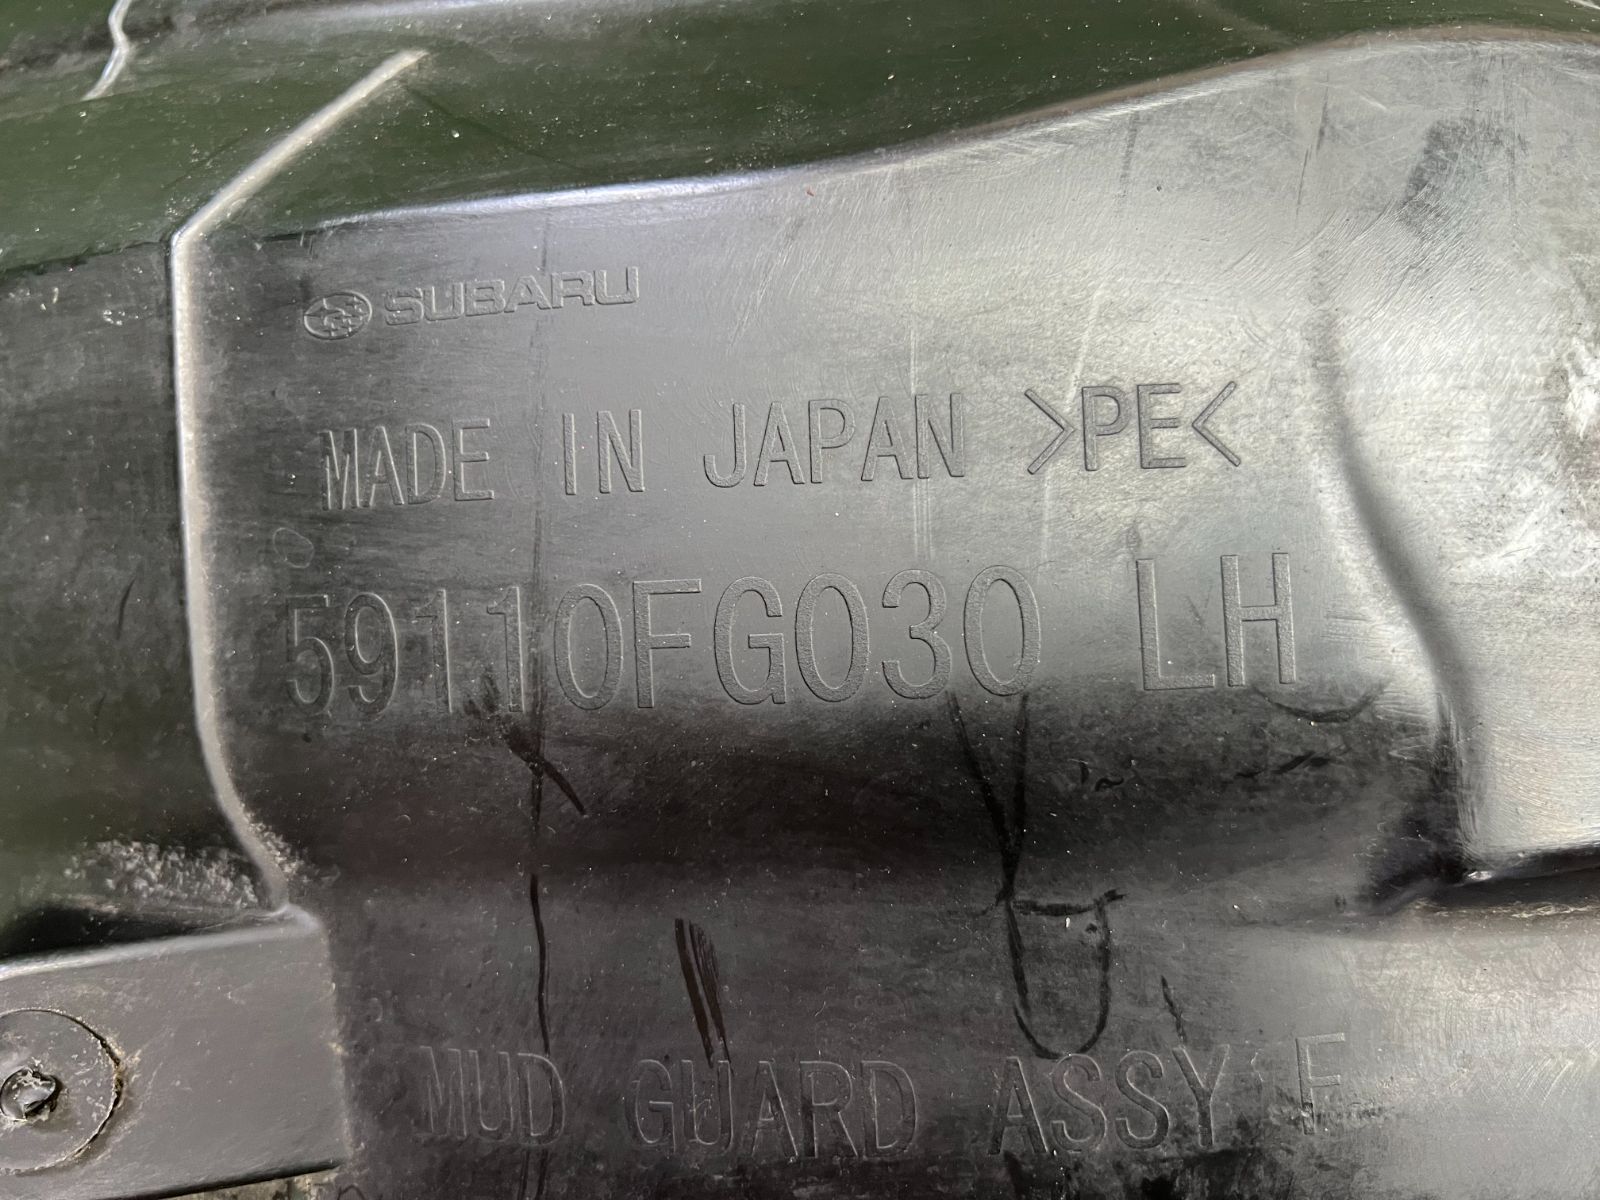 SUBARU
MADE IN JAPAN >PE<
59110FG030 LH
MUD GUARD ASSY F